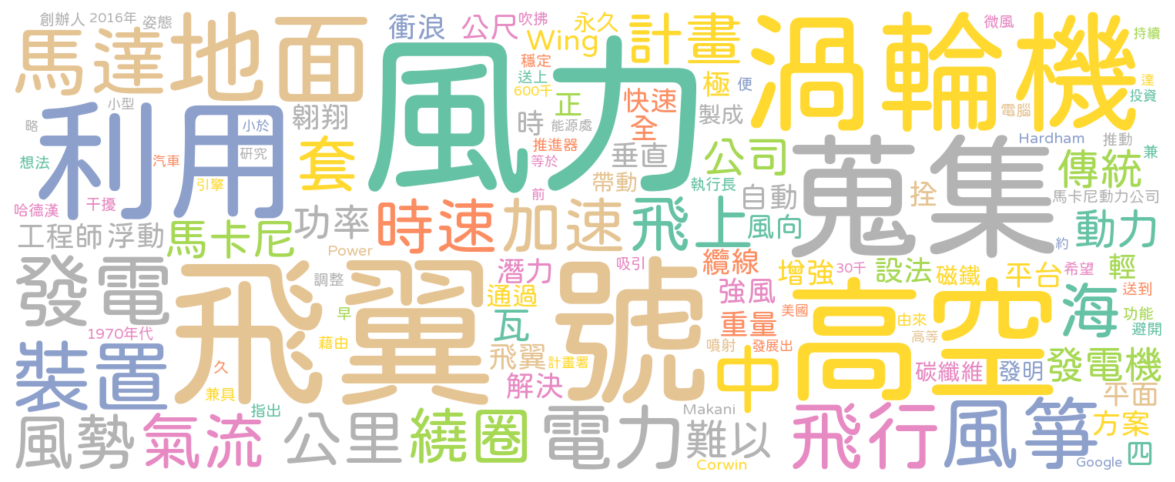 創辦人 2016年 姿態 衝浪 公尺 吹拂 永久 計畫 渦輪機 微風 持續
馬達 地面 風力 Wing 穩定 極 便 達
送上 600千 電腦 投資
利用 小型 翱翔 時 正 快速 製成
略 小於 套 能源處 全 Hardham 推動
想法 汽車 研究 推進器 垂直 公司 蒐集 傳統 兼
引擎 等於 帶動 執行長 自動 拴 馬卡尼動力公司
哈德漢 干擾 功率 時速 加速 前 飛上 風向 約 動力
工程師 浮動 馬卡尼 Power
發電 飛翼號 調整 潛力 吸引 纜線 增強 30千 設法 磁鐵 平台 希望 輕
早 通過 強風 高空 送到
1970年代 瓦 重量 美國 由來 海 功能
藉由 飛翼 計畫署 噴射 發展出 高等 避開
裝置 久 解決 中 碳纖維 發明 發電機
兼具 指出 平面
風勢 氣流 公里 繞圈 電力 Makani 難以 飛行 風箏 方案
Corwin Google 四